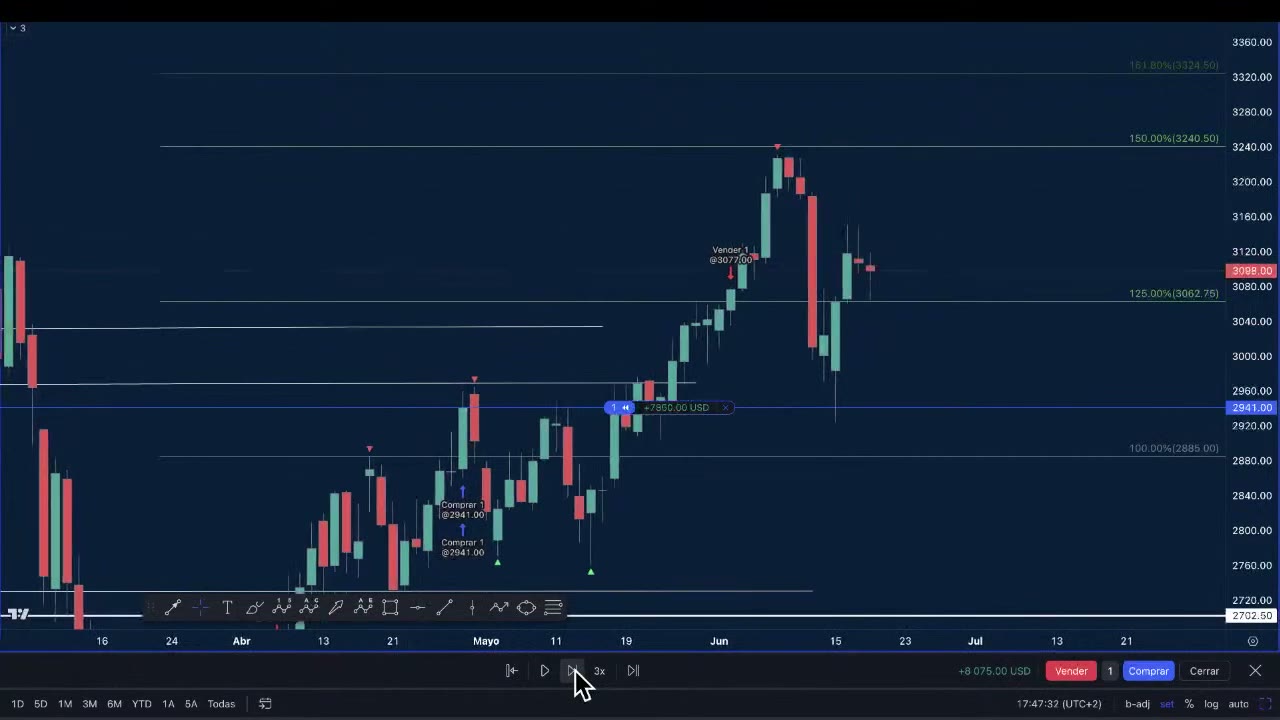 3
3360.00
161.80%(3324.50)
3320.00
3280.00
150.00%(3240.50)
3240.00
3200.00
3160.00
Vender 1
@3077.00
3120.00
3098.00
3080.00
125.00%(3062.75)
3040.00
3000.00
2960.00
1
+7850.00 USD
2941.00
2920.00
100.00%(2885.00)
2880.00
2840.00
Comprar 1
@2941.00
2800.00
Comprar 1
@2941.00
2760.00
2720.00
2702.50
16 24 Abr 13 21 Mayo 11 19 Jun 15 23 Jul 13 21
3x
+8 075.00 USD
Vender
1
Comprar
Cerrar
1D 5D 1M 3M 6M YTD 1A 5A Todas
17:47:32 (UTC+2)
b-adj set % log auto